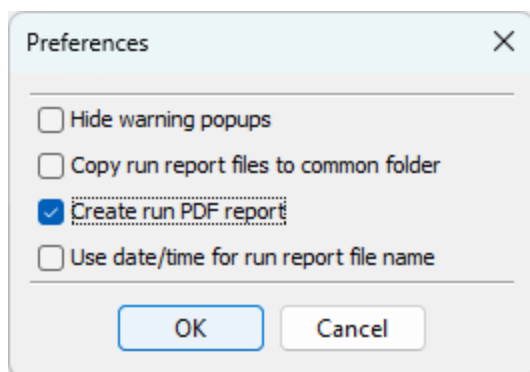 Preferences
Hide warning popups
Copy run report files to common folder
Create run PDF report
Use date/time for run report file name
OK Cancel